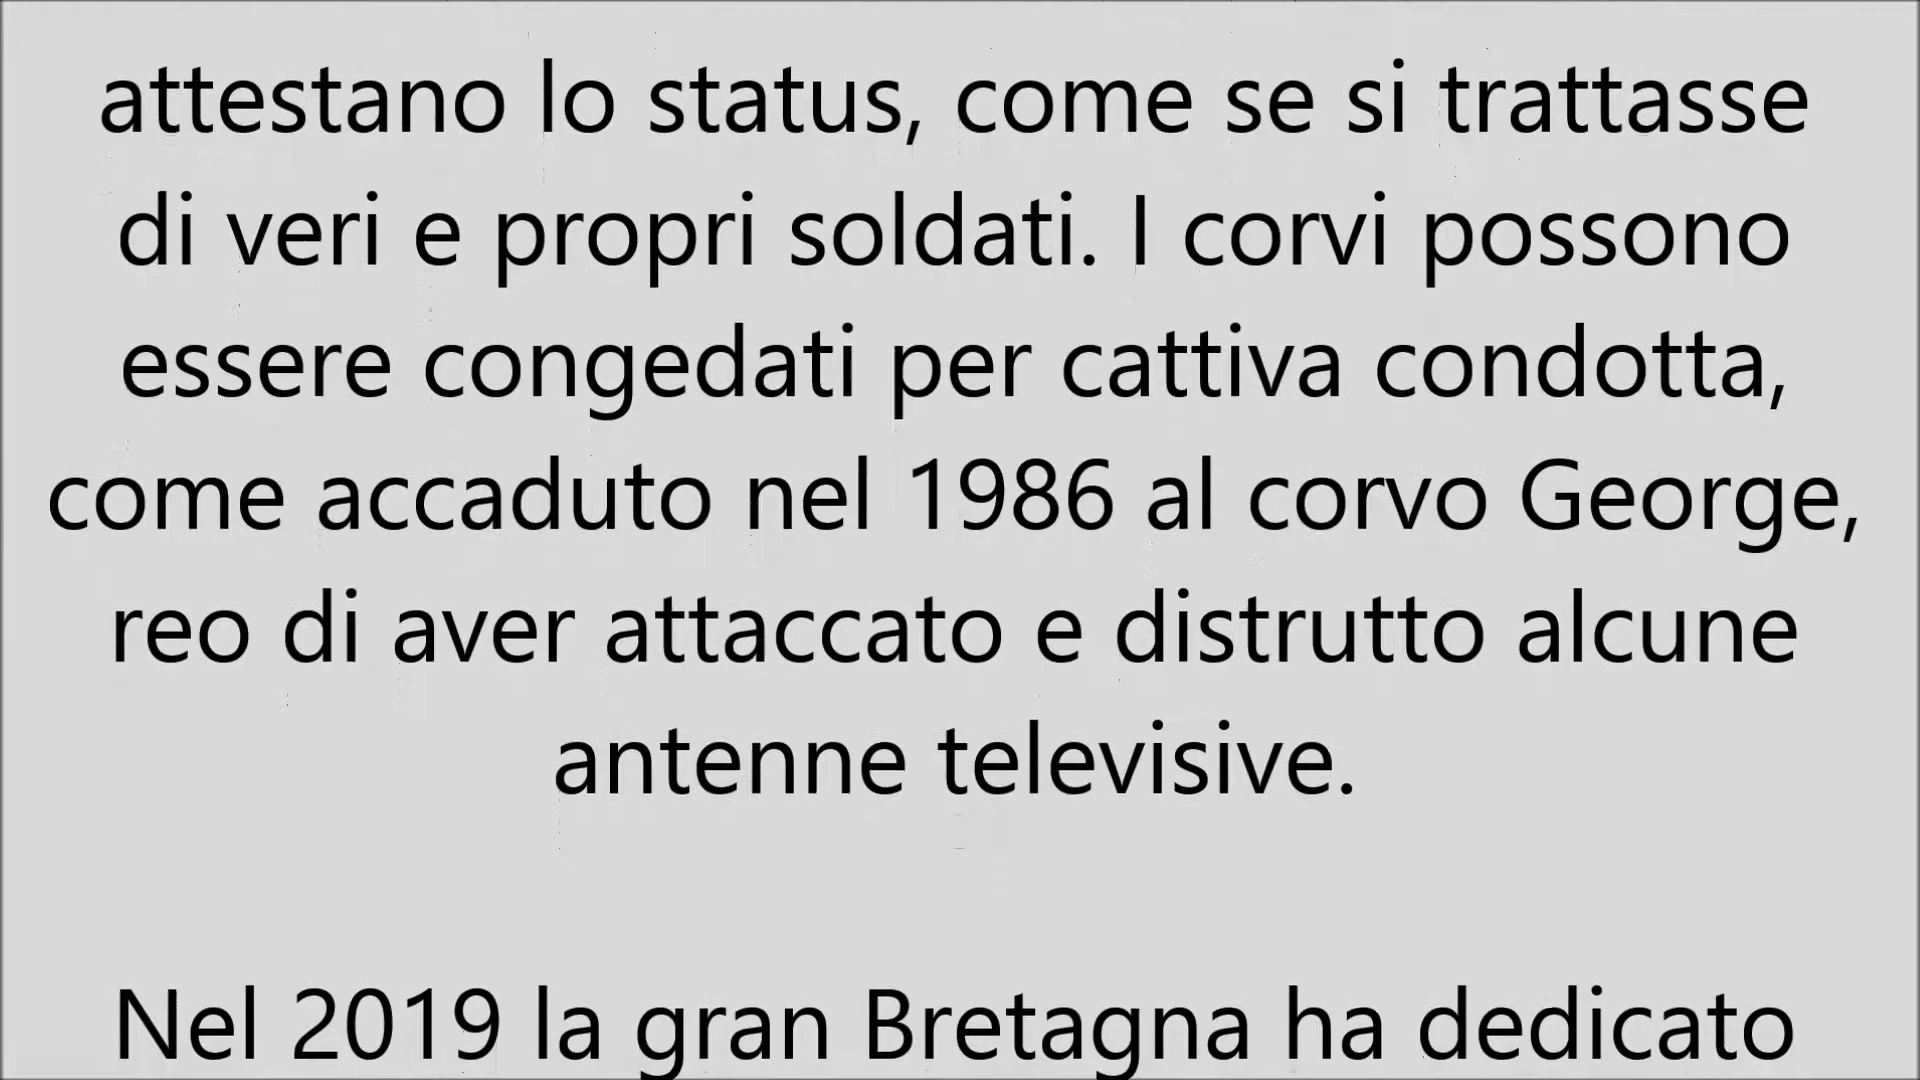 attestano lo status, come se si trattasse
di veri e propri soldati. I corvi possono
essere congedati per cattiva condotta,
come accaduto nel 1986 al corvo George,
reo di aver attaccato e distrutto alcune
antenne televisive.
Nel 2019 la gran Bretagna ha dedicato